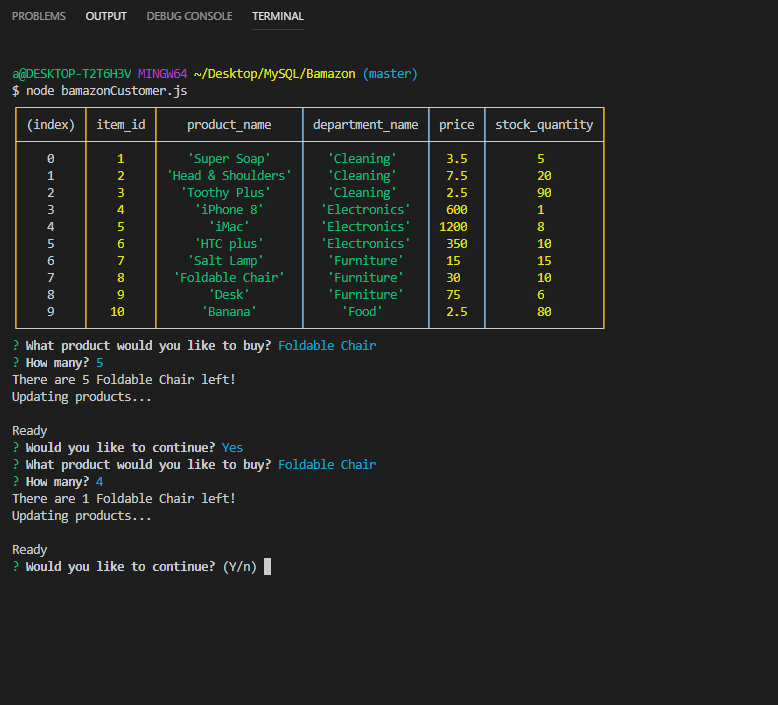 PROBLEMS OUTPUT DEBUG CONSOLE TERMINAL
a@DESKTOP-T2T6H3V MINGW64 ~/Desktop/MySQL/Bamazon (master)
$ node bamazonCustomer.js
(index) item_id product_name department_name price stock_quantity
0 1 'Super Soap' 'Cleaning' 3.5 5
1 2 'Head & Shoulders' 'Cleaning' 7.5 20
2 3 'Toothy Plus' 'Cleaning' 2.5 90
3 4 'iPhone 8' 'Electronics' 600 1
4 5 'iMac' 'Electronics' 1200 8
5 6 'HTC plus' 'Electronics' 350 10
6 7 'Salt Lamp' 'Furniture' 15 15
7 8 'Foldable Chair' 'Furniture' 30 10
8 9 'Desk' 'Furniture' 75 6
9 10 'Banana' 'Food' 2.5 80
? What product would you like to buy? Foldable Chair
? How many? 5
There are 5 Foldable Chair left!
Updating products...
Ready
? Would you like to continue? Yes
? What product would you like to buy? Foldable Chair
? How many? 4
There are 1 Foldable Chair left!
Updating products...
Ready
? Would you like to continue? (Y/n)